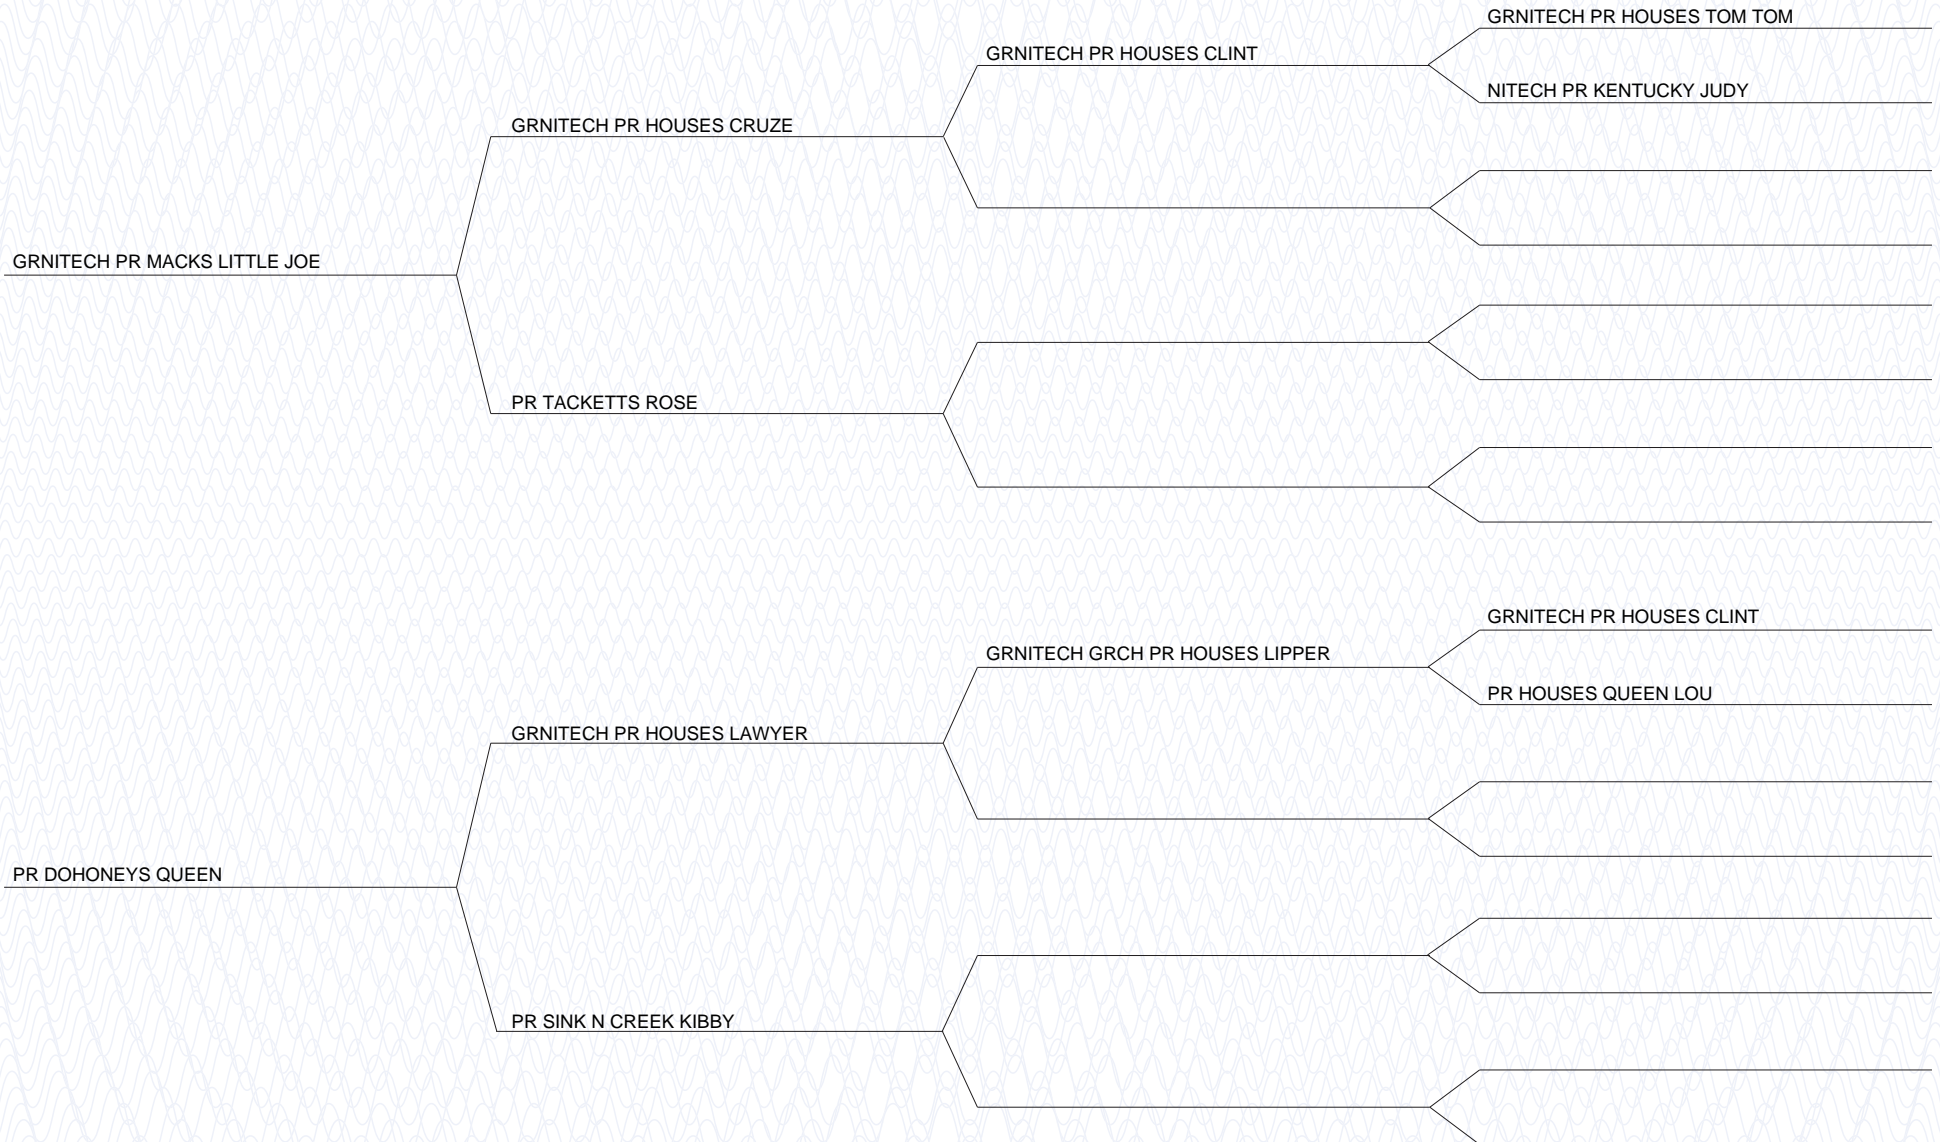 GRNITECH PR HOUSES TOM TOM
GRNITECH PR HOUSES CLINT
NITECH PR KENTUCKY JUDY
GRNITECH PR HOUSES CRUZE
GRNITECH PR MACKS LITTLE JOE
PR TACKETTS ROSE
GRNITECH PR HOUSES CLINT
GRNITECH GRCH PR HOUSES LIPPER
PR HOUSES QUEEN LOU
GRNITECH PR HOUSES LAWYER
PR DOHONEYS QUEEN
PR SINK N CREEK KIBBY